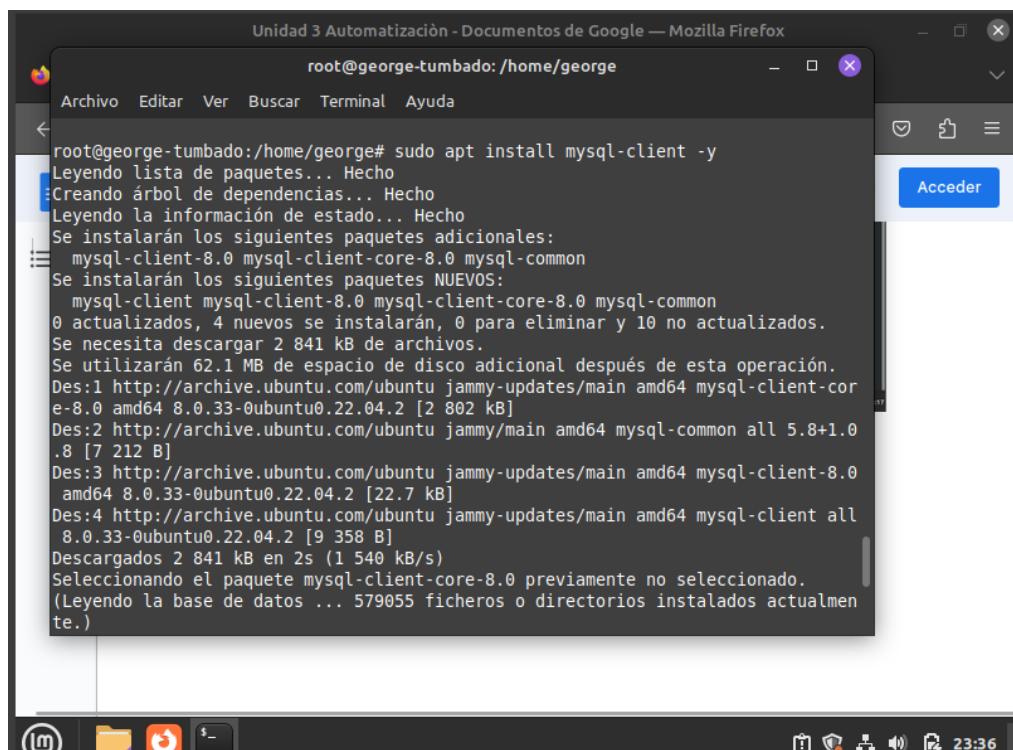 Unidad 3 Automatizaciòn - Documentos de Google — Mozilla Firefox
root@george-tumbado: /home/george
Archivo Editar Ver Buscar Terminal Ayuda
root@george-tumbado:/home/george# sudo apt install mysql-client -y
Leyendo lista de paquetes... Hecho
Creando árbol de dependencias... Hecho
Leyendo la información de estado... Hecho
Se instalarán los siguientes paquetes adicionales:
mysql-client-8.0 mysql-client-core-8.0 mysql-common
Se instalarán los siguientes paquetes NUEVOS:
mysql-client mysql-client-8.0 mysql-client-core-8.0 mysql-common
0 actualizados, 4 nuevos se instalarán, 0 para eliminar y 10 no actualizados.
Se necesita descargar 2 841 kB de archivos.
Se utilizarán 62.1 MB de espacio de disco adicional después de esta operación.
Des:1 http://archive.ubuntu.com/ubuntu jammy-updates/main amd64 mysql-client-cor
e-8.0 amd64 8.0.33-0ubuntu0.22.04.2 [2 802 kB]
Des:2 http://archive.ubuntu.com/ubuntu jammy/main amd64 mysql-common all 5.8+1.0
.8 [7 212 B]
Des:3 http://archive.ubuntu.com/ubuntu jammy-updates/main amd64 mysql-client-8.0
amd64 8.0.33-0ubuntu0.22.04.2 [22.7 kB]
Des:4 http://archive.ubuntu.com/ubuntu jammy-updates/main amd64 mysql-client all
8.0.33-0ubuntu0.22.04.2 [9 358 B]
Descargados 2 841 kB en 2s (1 540 kB/s)
Seleccionando el paquete mysql-client-core-8.0 previamente no seleccionado.
(Leyendo la base de datos ... 579055 ficheros o directorios instalados actualmen
te.)
Acceder
$_
23:36